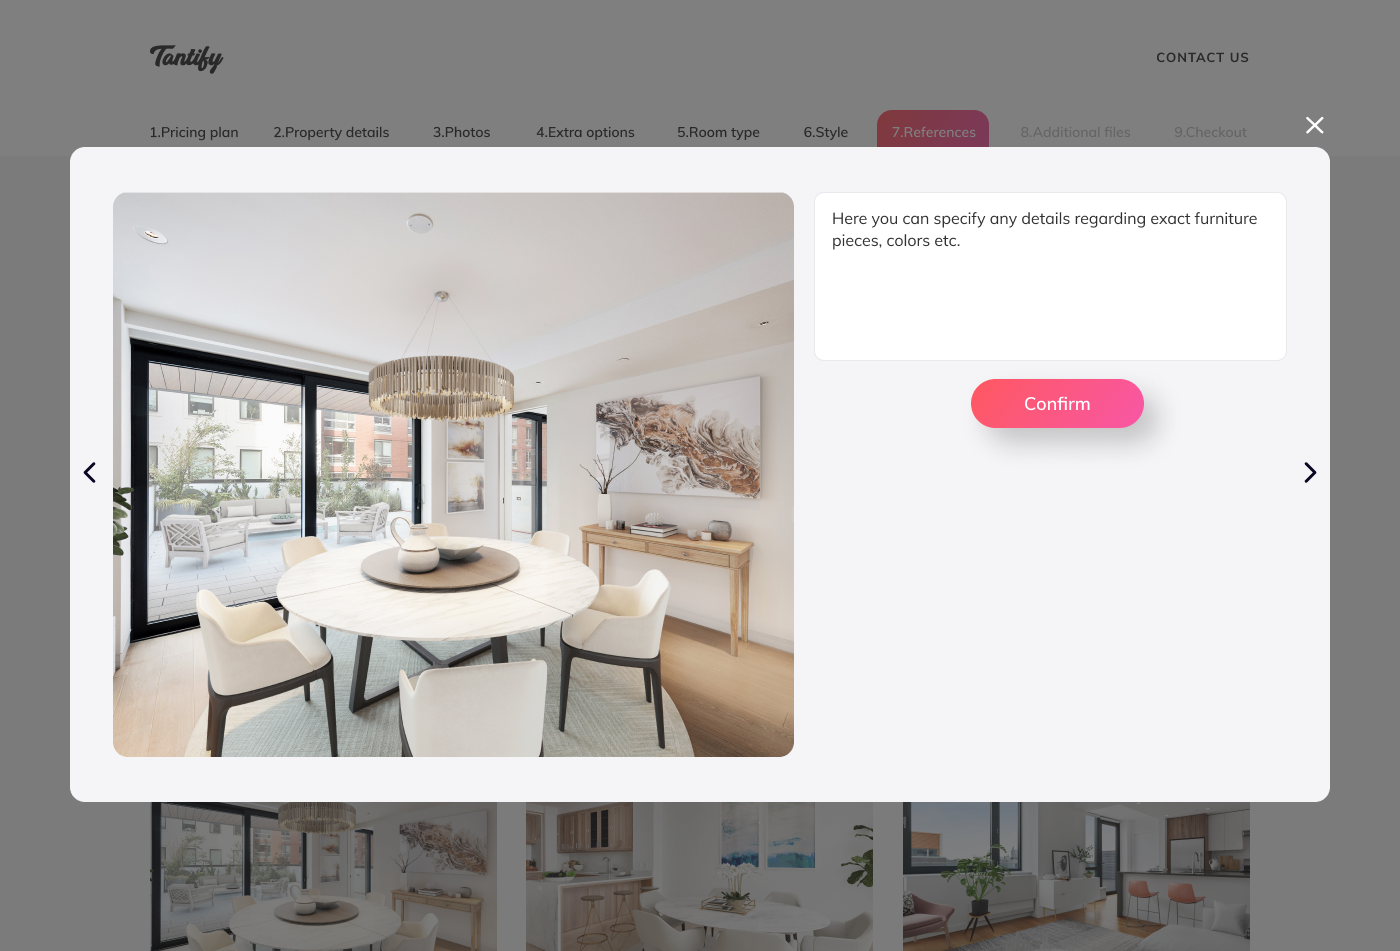 Tantify
CONTACT US
1.Pricing plan
2.Property details
3.Photos
4.Extra options
5.Room type
6.Style
7.References
8.Additional files
9.Checkout
Here you can specify any details regarding exact furniture
pieces, colors etc.
Confirm